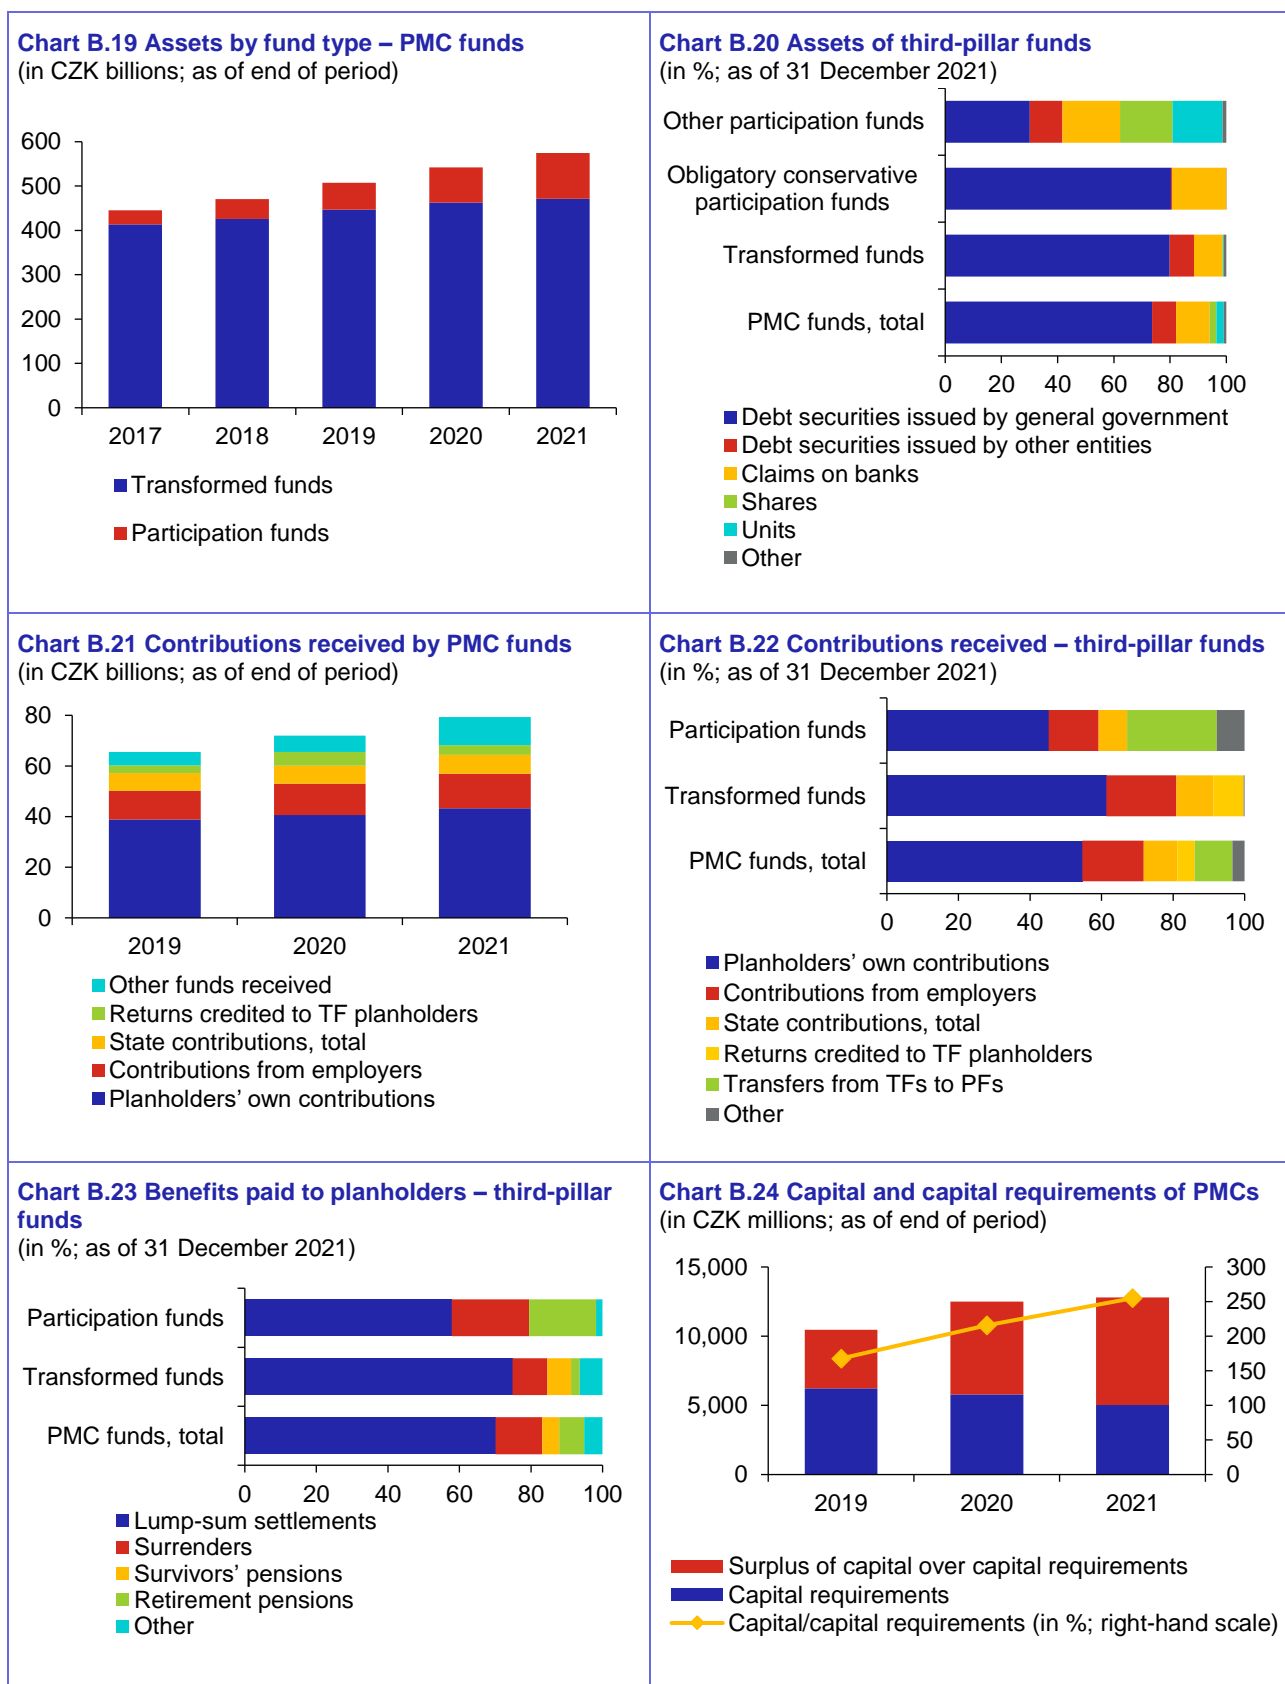 Chart B.19 Assets by fund type – PMC funds
(in CZK billions; as of end of period)
600
500
400
300
200
100
0
2017 2018 2019 2020 2021
Transformed funds
Participation funds
Chart B.20 Assets of third-pillar funds
(in %; as of 31 December 2021)
Other participation funds
Obligatory conservative
participation funds
Transformed funds
PMC funds, total
0 20 40 60 80 100
Debt securities issued by general government
Debt securities issued by other entities
Claims on banks
Shares
Units
Other
Chart B.21 Contributions received by PMC funds
(in CZK billions; as of end of period)
80
60
40
20
0
2019 2020 2021
Other funds received
Returns credited to TF planholders
State contributions, total
Contributions from employers
Planholders’ own contributions
Chart B.22 Contributions received – third-pillar funds
(in %; as of 31 December 2021)
Participation funds
Transformed funds
PMC funds, total
0 20 40 60 80 100
Planholders’ own contributions
Contributions from employers
State contributions, total
Returns credited to TF planholders
Transfers from TFs to PFs
Other
Chart B.23 Benefits paid to planholders – third-pillar
funds
(in %; as of 31 December 2021)
Participation funds
Transformed funds
PMC funds, total
0 20 40 60 80 100
Lump-sum settlements
Surrenders
Survivors’ pensions
Retirement pensions
Other
Chart B.24 Capital and capital requirements of PMCs
(in CZK millions; as of end of period)
15,000
10,000
5,000
0
300
250
200
150
100
50
0
2019 2020 2021
Surplus of capital over capital requirements
Capital requirements
Capital/capital requirements (in %; right-hand scale)